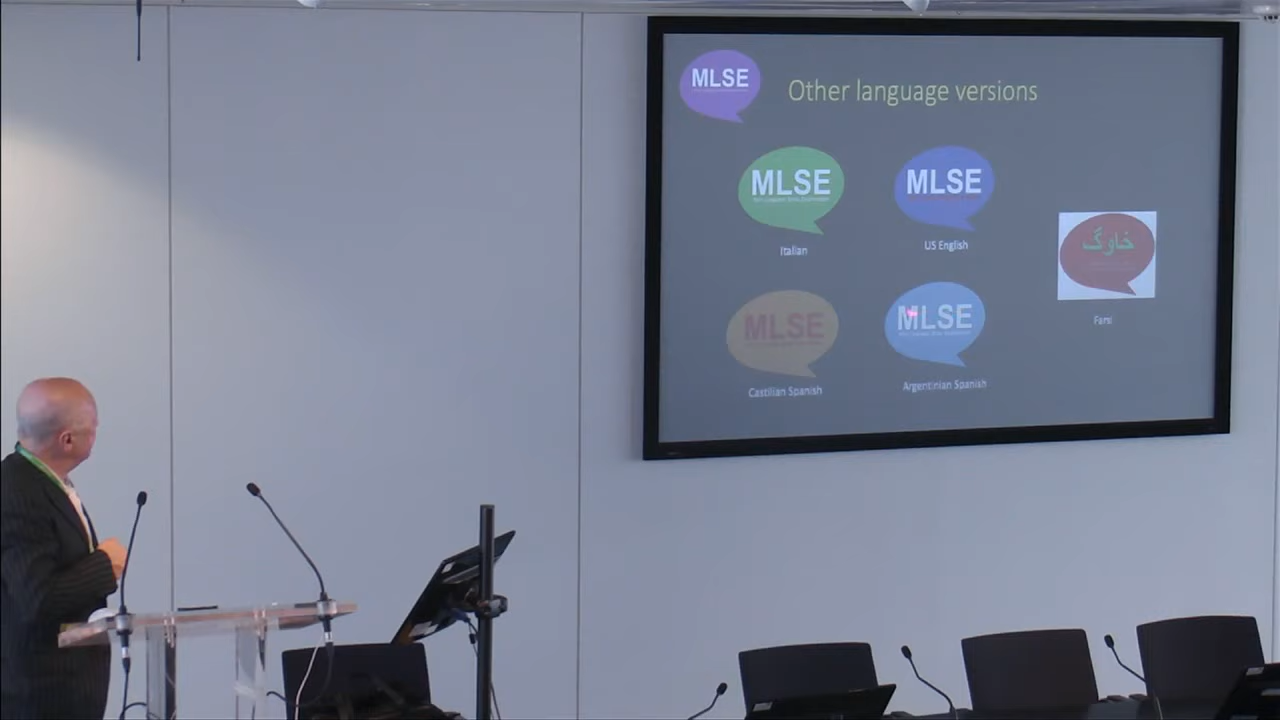 MLSE
Other language versions
MLSE
Italian
MLSE
US English
خاوگ
Farsi
MLSE
Castilian Spanish
MLSE
Argentinian Spanish